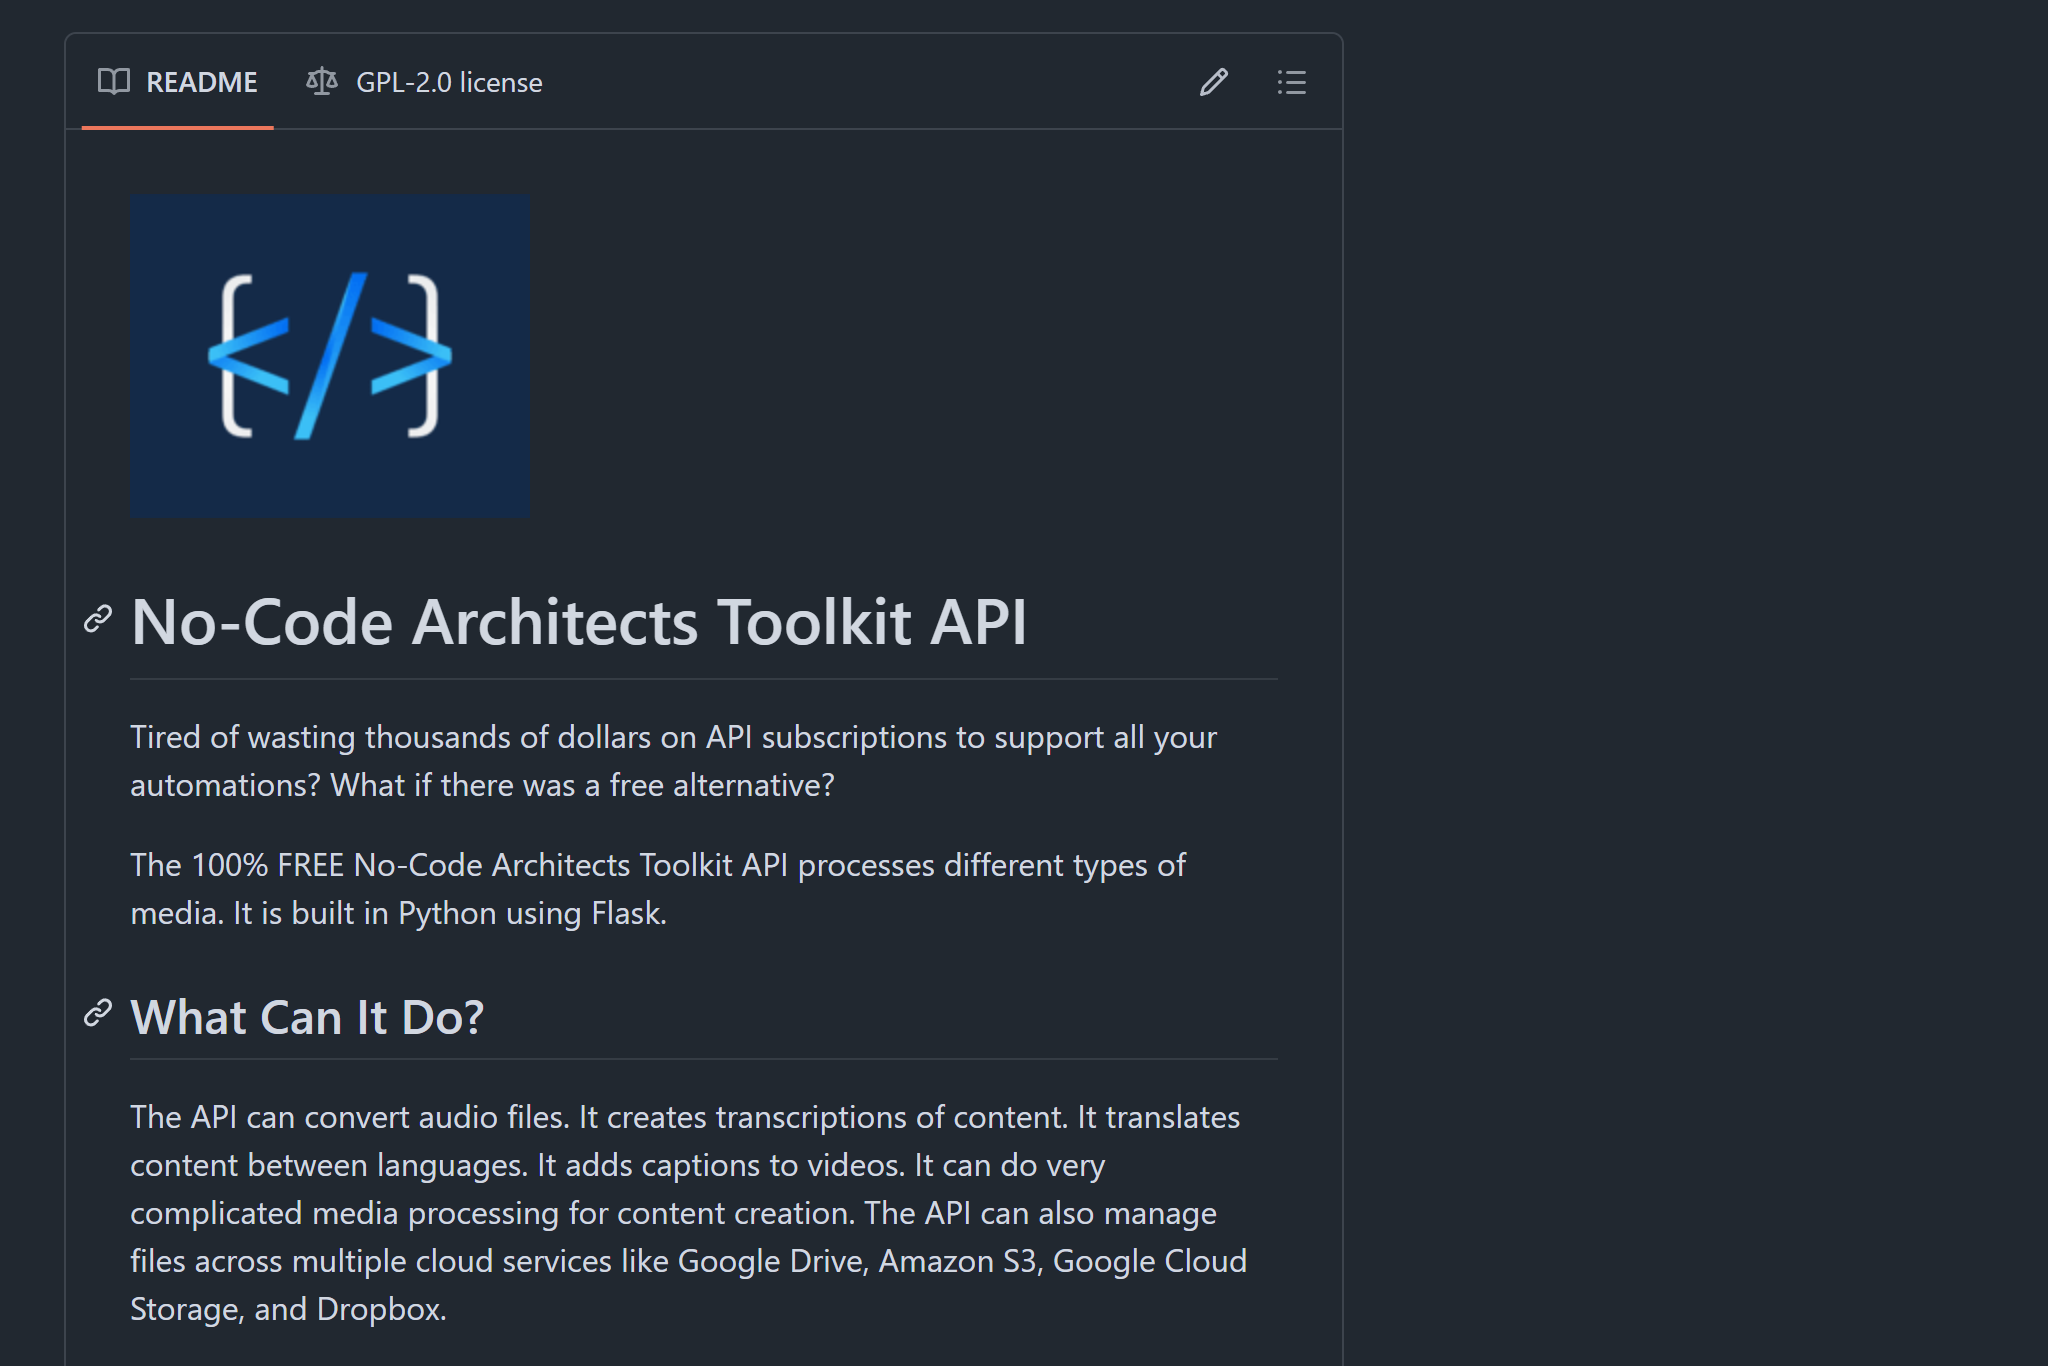 README
GPL-2.0 license
{</>}
No-Code Architects Toolkit API
Tired of wasting thousands of dollars on API subscriptions to support all your
automations? What if there was a free alternative?
The 100% FREE No-Code Architects Toolkit API processes different types of
media. It is built in Python using Flask.
What Can It Do?
The API can convert audio files. It creates transcriptions of content. It translates
content between languages. It adds captions to videos. It can do very
complicated media processing for content creation. The API can also manage
files across multiple cloud services like Google Drive, Amazon S3, Google Cloud
Storage, and Dropbox.